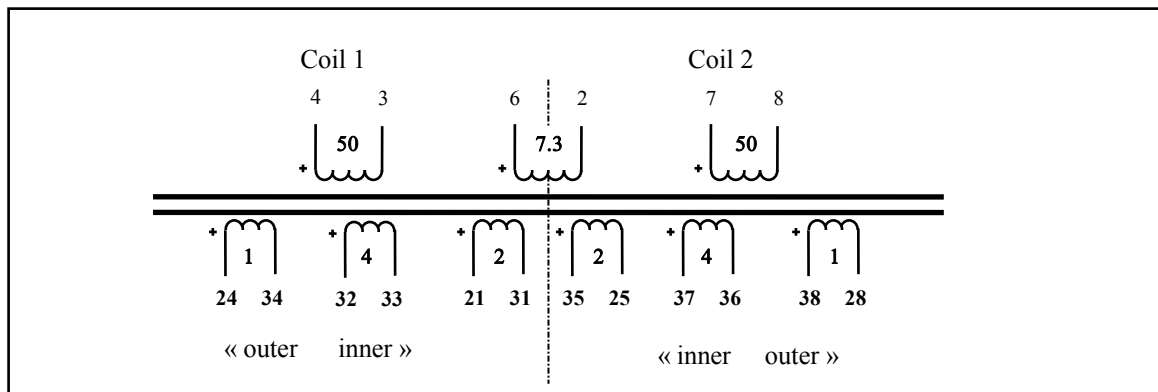 Coil 1 Coil 2
4 3 6 2 7 8
50 7.3 50
+ + +
+ + + + + +
1 4 2 2 4 1
24 34 32 33 21 31 35 25 37 36 38 28
« outer inner » « inner outer »